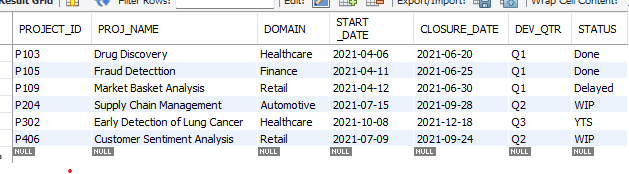 Result Grid Filter Rows: Edit: Export/Import: Wrap Cell Content:
PROJECT_ID PROJ_NAME DOMAIN START _DATE CLOSURE_DATE DEV_QTR STATUS
P103 Drug Discovery Healthcare 2021-04-06 2021-06-20 Q1 Done
P105 Fraud Detecttion Finance 2021-04-11 2021-06-25 Q1 Done
P109 Market Basket Analysis Retail 2021-04-12 2021-06-30 Q1 Delayed
P204 Supply Chain Management Automotive 2021-07-15 2021-09-28 Q2 WIP
P302 Early Detection of Lung Cancer Healthcare 2021-10-08 2021-12-18 Q3 YTS
P406 Customer Sentiment Analysis Retail 2021-07-09 2021-09-24 Q2 WIP
NULL NULL NULL NULL NULL NULL NULL